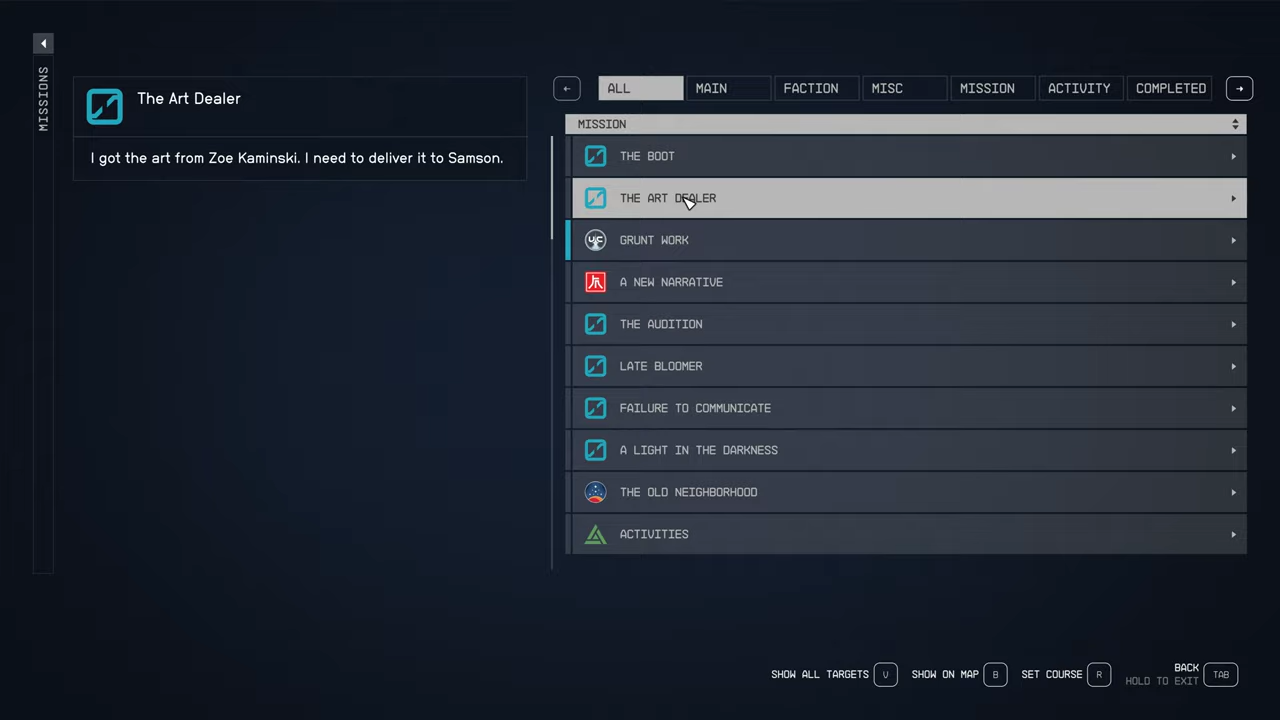 MISSIONS
The Art Dealer
I got the art from Zoe Kaminski. I need to deliver it to Samson.
ALL MAIN FACTION MISC MISSION ACTIVITY COMPLETED
MISSION
THE BOOT
THE ART DEALER
UC GRUNT WORK
A NEW NARRATIVE
THE AUDITION
LATE BLOOMER
FAILURE TO COMMUNICATE
A LIGHT IN THE DARKNESS
THE OLD NEIGHBORHOOD
ACTIVITIES
SHOW ALL TARGETS V SHOW ON MAP B SET COURSE R BACK TAB
HOLD TO EXIT